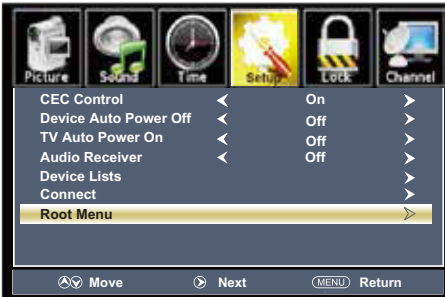 Picture Sound Time Setup Lock Channel
CEC Control On
Device Auto Power Off Off
TV Auto Power On Off
Audio Receiver Off
Device Lists
Connect
Root Menu
Move Next MENU Return